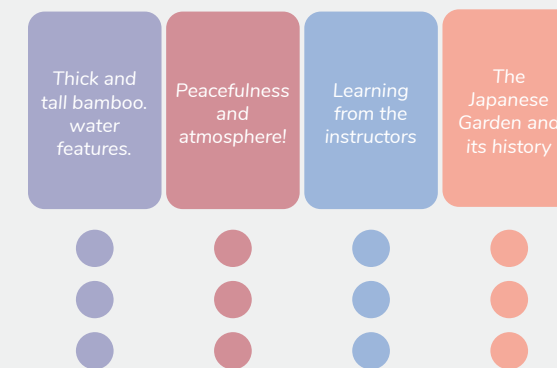 Thick and
tall bamboo.
water
features.
Peacefulness
and
atmosphere!
Learning
from the
instructors
The
Japanese
Garden and
its history